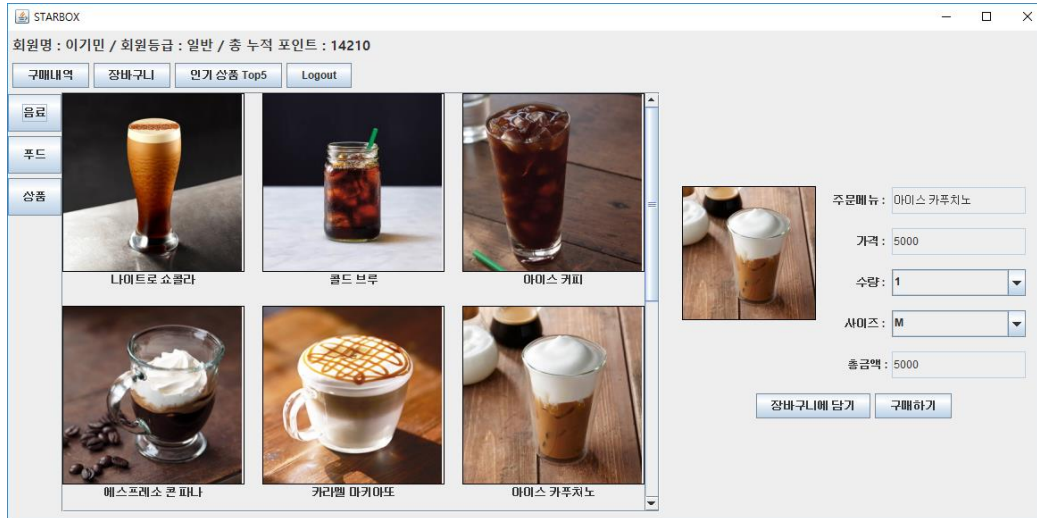 STARBOX
회원명 : 이기민 / 회원등급 : 일반 / 총 누적 포인트 : 14210
구매내역 장바구니 인기 상품 Top5 Logout
음료
푸드
상품
나이트로 쇼콜라 콜드 브루 아이스 커피
에스프레소 콘 파나 카라멜 마키아또 아이스 카푸치노
주문메뉴 : 아이스 카푸치노
가격 : 5000
수량 : 1
사이즈 : M
총금액 : 5000
장바구니에 담기 구매하기